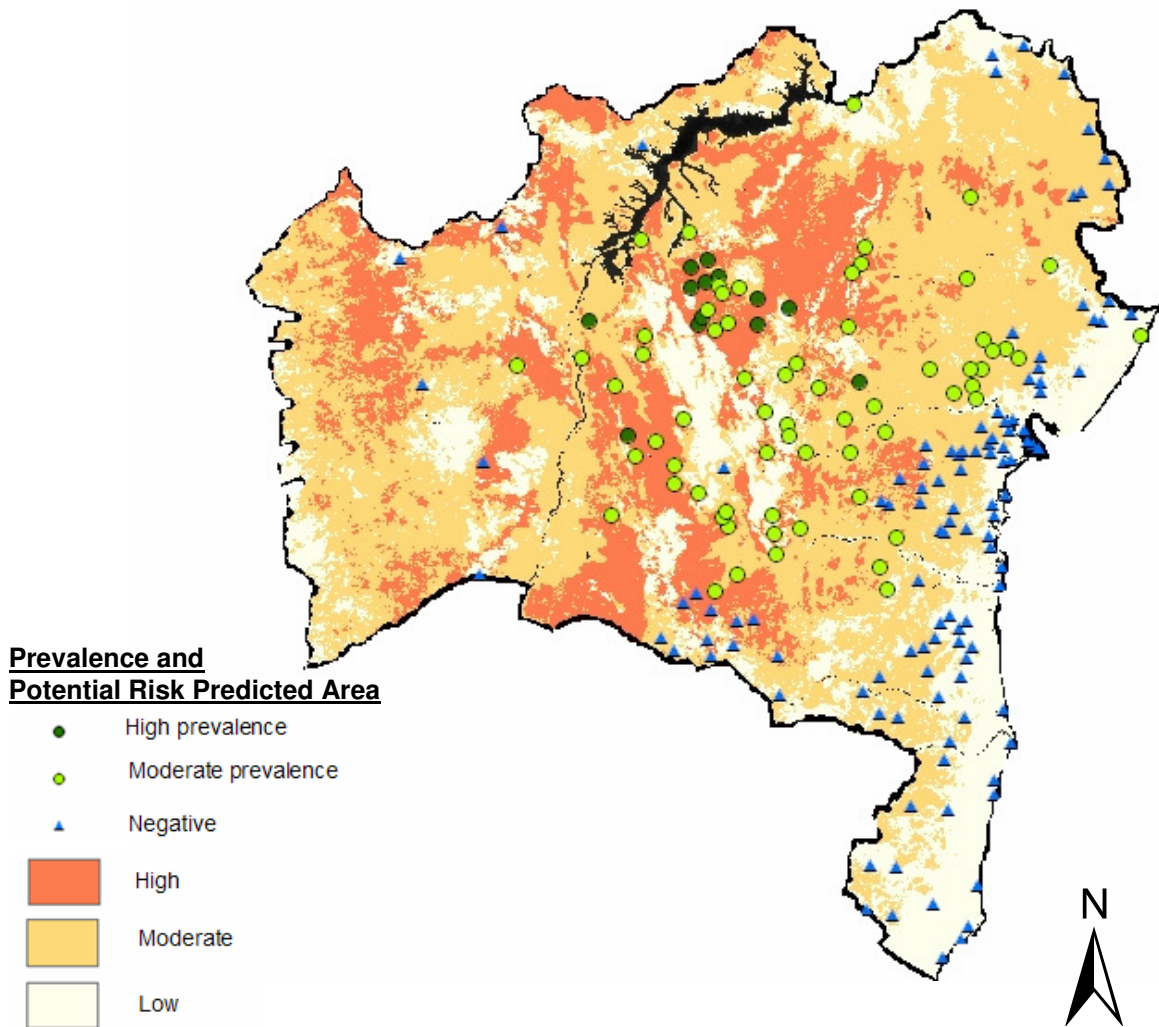 Prevalence and
Potential Risk Predicted Area
High prevalence
Moderate prevalence
Negative
High
Moderate
Low
N